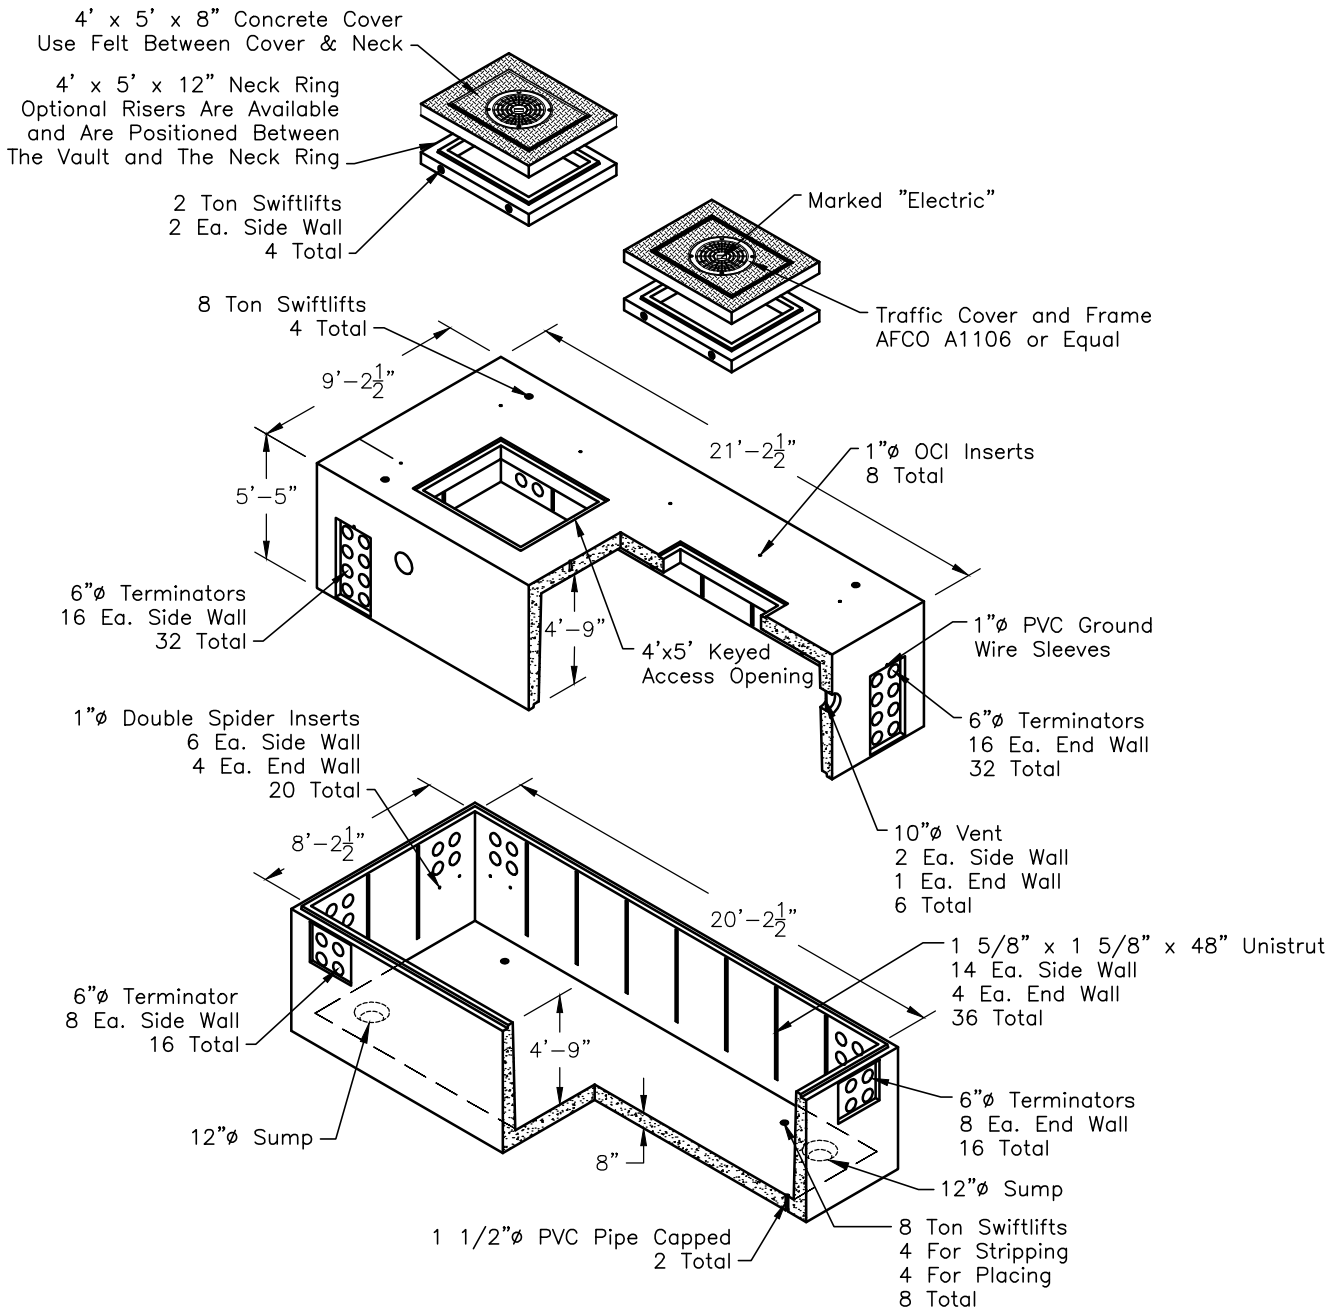 4' x 5' x 8" Concrete Cover
Use Felt Between Cover & Neck
4' x 5' x 12" Neck Ring
Optional Risers Are Available
and Are Positioned Between
The Vault and The Neck Ring
2 Ton Swiftlifts
2 Ea. Side Wall
4 Total
Marked "Electric"
8 Ton Swiftlifts
4 Total
Traffic Cover and Frame
AFCO A1106 or Equal
9'-2 1/2"
21'-2 1/2"
1"ø OCI Inserts
8 Total
5'-5"
6"ø Terminators
16 Ea. Side Wall
32 Total
4'-9"
4'x5' Keyed
Access Opening
1"ø PVC Ground
Wire Sleeves
1"ø Double Spider Inserts
6 Ea. Side Wall
4 Ea. End Wall
20 Total
6"ø Terminators
16 Ea. End Wall
32 Total
8'-2 1/2"
10"ø Vent
2 Ea. Side Wall
1 Ea. End Wall
6 Total
20'-2 1/2"
1 5/8" x 1 5/8" x 48" Unistrut
14 Ea. Side Wall
4 Ea. End Wall
36 Total
6"ø Terminator
8 Ea. Side Wall
16 Total
4'-9"
6"ø Terminators
8 Ea. End Wall
16 Total
12"ø Sump
8"
12"ø Sump
1 1/2"ø PVC Pipe Capped
2 Total
8 Ton Swiftlifts
4 For Stripping
4 For Placing
8 Total